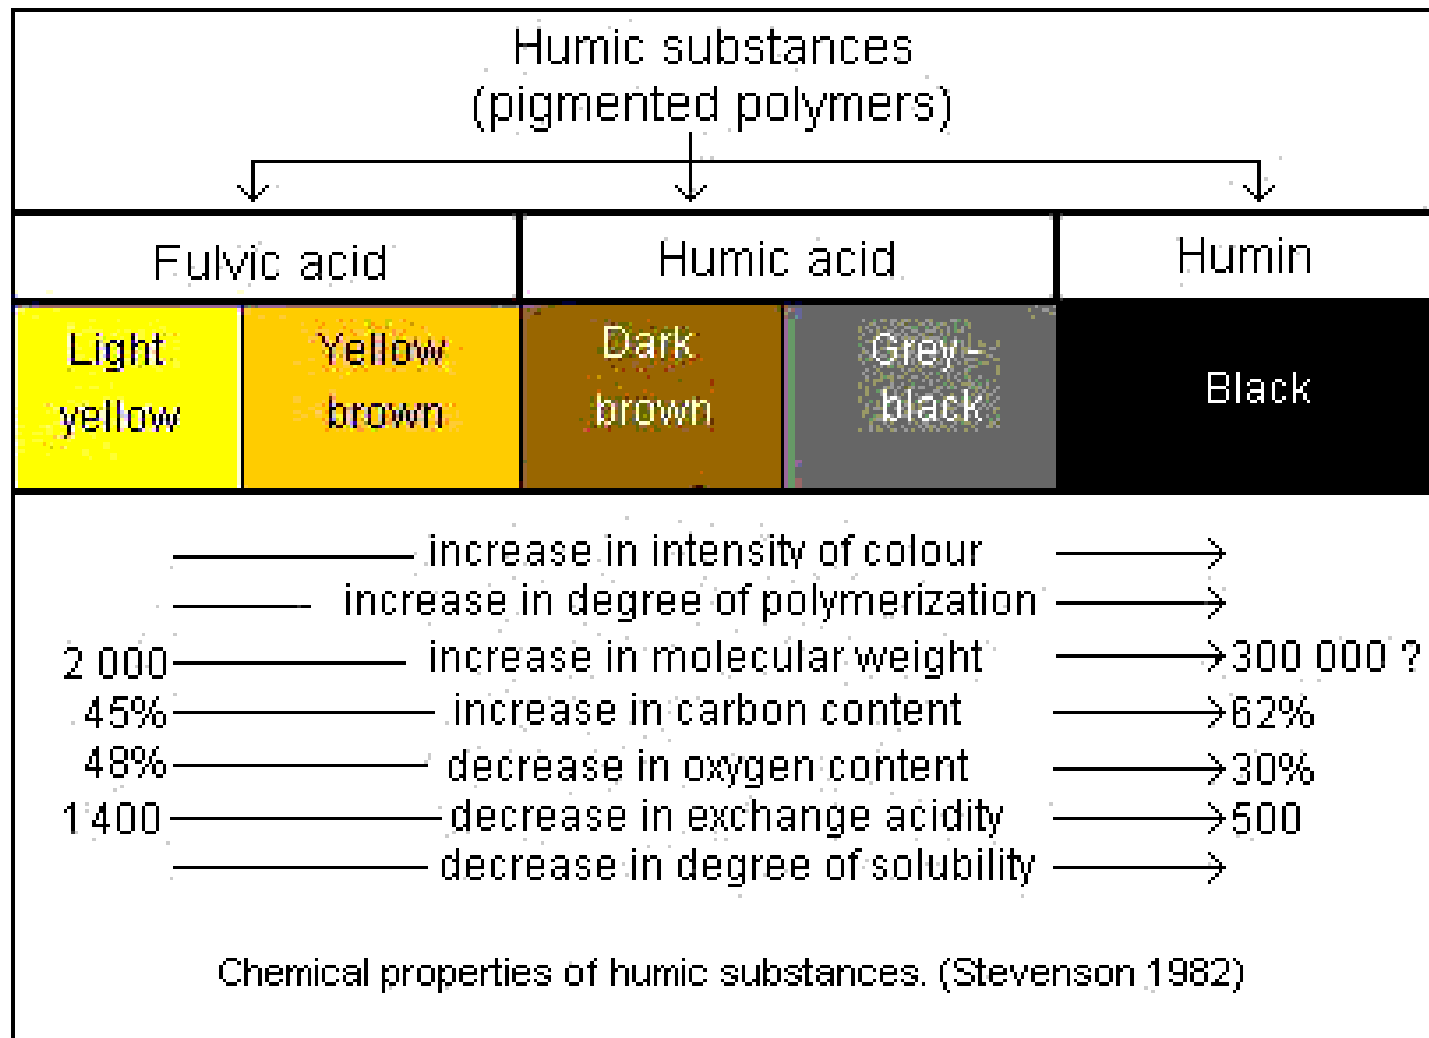 Humic substances
(pigmented polymers)
Fulvic acid
Humic acid
Humin
Light
yellow
Yellow
brown
Dark
brown
Grey-
black
Black
increase in intensity of colour
increase in degree of polymerization
2 000 increase in molecular weight 300 000 ?
45% increase in carbon content 62%
48% decrease in oxygen content 30%
1 400 decrease in exchange acidity 500
decrease in degree of solubility
Chemical properties of humic substances. (Stevenson 1982)